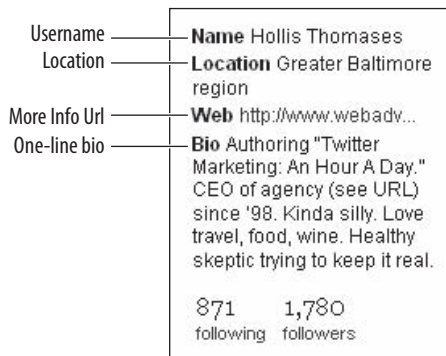 Username
Location
More Info Url
One-line bio
Name Hollis Thomases
Location Greater Baltimore
region
Web http://www.webadv...
Bio Authoring "Twitter
Marketing: An Hour A Day."
CEO of agency (see URL)
since '98. Kinda silly. Love
travel, food, wine. Healthy
skeptic trying to keep it real.
871 1,780
following followers